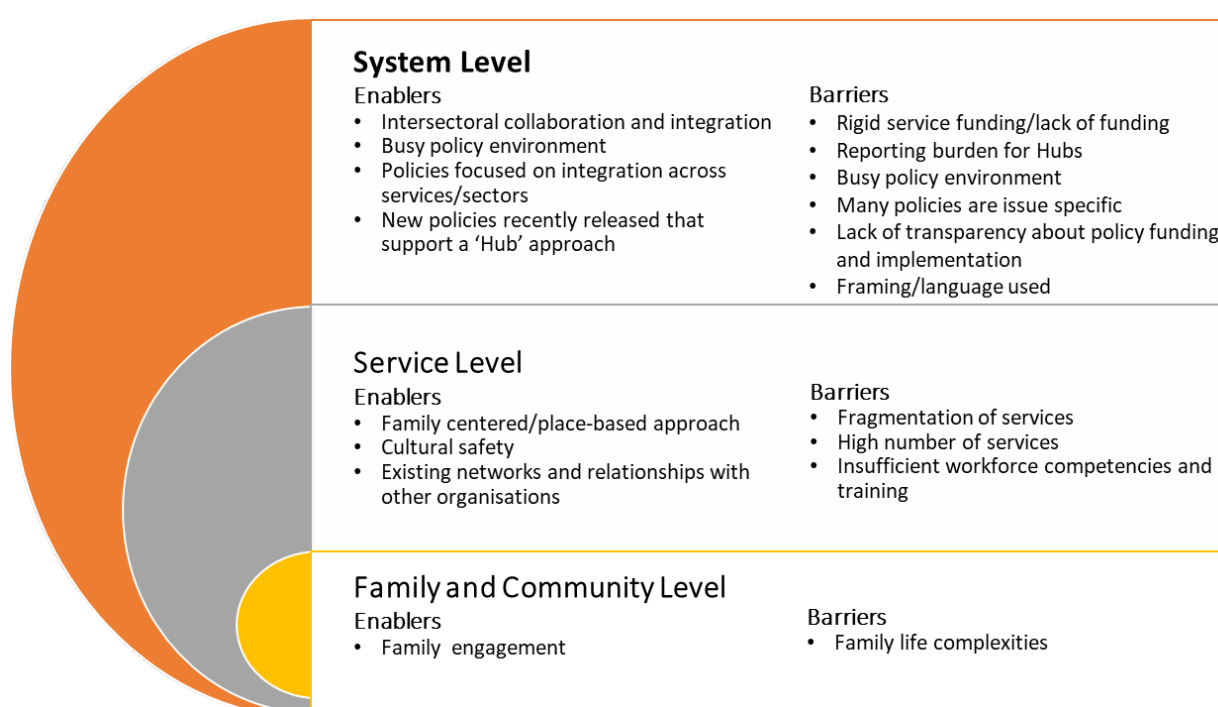 System Level
Enablers
• Intersectoral collaboration and integration
• Busy policy environment
• Policies focused on integration across
services/sectors
• New policies recently released that
support a ‘Hub’ approach
Barriers
• Rigid service funding/lack of funding
• Reporting burden for Hubs
• Busy policy environment
• Many policies are issue specific
• Lack of transparency about policy funding
and implementation
• Framing/language used
Service Level
Enablers
• Family centered/place-based approach
• Cultural safety
• Existing networks and relationships with
other organisations
Barriers
• Fragmentation of services
• High number of services
• Insufficient workforce competencies and
training
Family and Community Level
Enablers
• Family engagement
Barriers
• Family life complexities